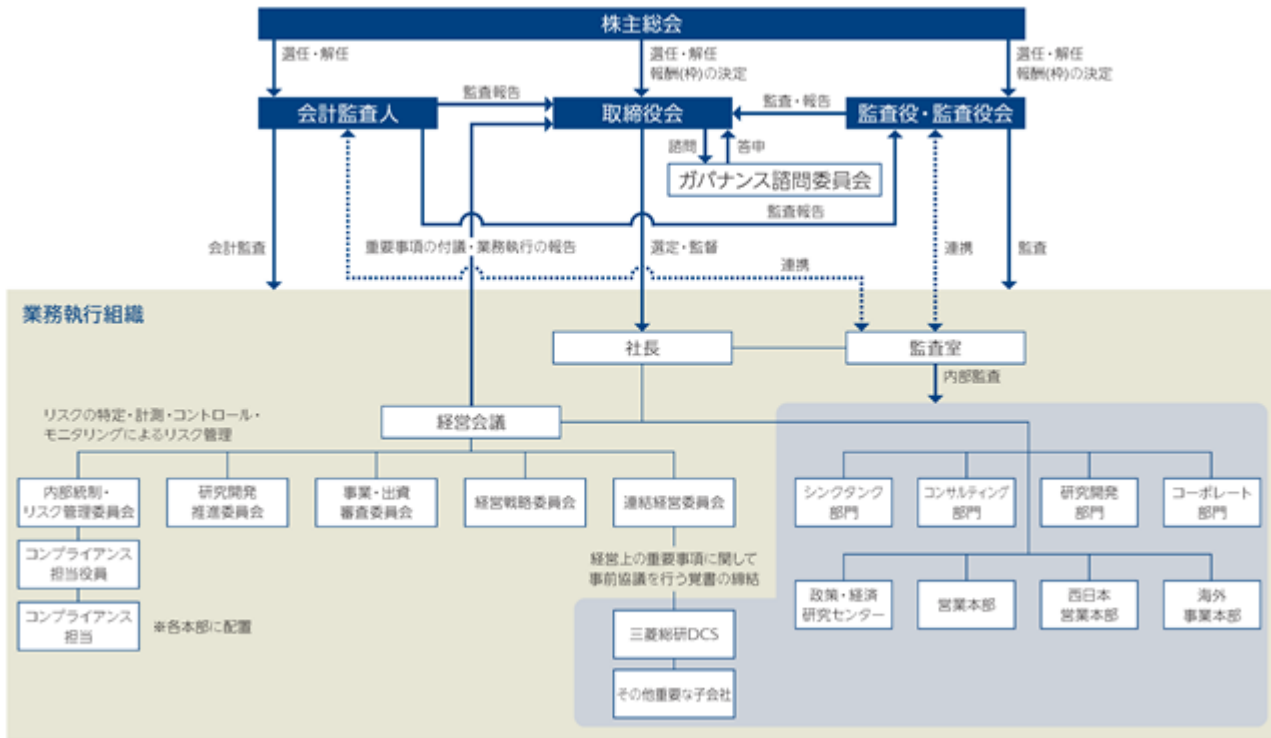 株主総会
選任・解任
選任・解任
報酬(枠)の決定
選任・解任
報酬(枠)の決定
会計監査人
監査報告
取締役会
監査・報告
監査役・監査役会
諮問
答申
ガバナンス諮問委員会
監査報告
会計監査
重要事項の付議・業務執行の報告
選定・監督
連携
連携
監査
業務執行組織
社長
監査室
内部監査
リスクの特定・計測・コントロール・
モニタリングによるリスク管理
経営会議
内部統制・
リスク管理委員会
研究開発
推進委員会
事業・出資
審査委員会
経営戦略委員会
連結経営委員会
シンクタンク
部門
コンサルティング
部門
研究開発
部門
コーポレート
部門
コンプライアンス
担当役員
経営上の重要事項に関して
事前協議を行う覚書の締結
コンプライアンス
担当
※各本部に配置
政策・経済
研究センター
営業本部
西日本
営業本部
海外
事業本部
三菱総研DCS
その他重要な子会社